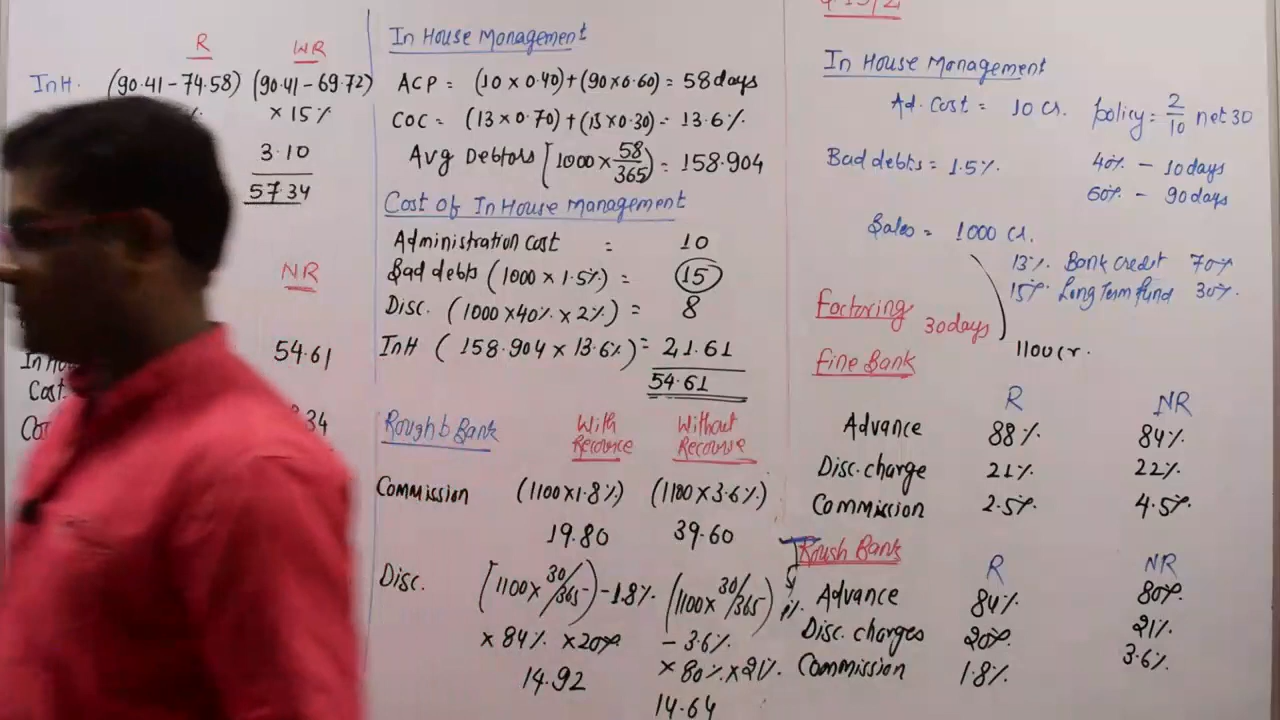 R WR
InH. (90.41 - 74.58) (90.41 - 69.72)
% × 15%
3.10
57.34
NR
54.61
Cost
.34
In House Management
ACP = (10 × 0.40) + (90 × 0.60) = 58 days
COC = (13 × 0.70) + (15 × 0.30) = 13.6%
Avg Debtors [1000 × 58/365] = 158.904
Cost of In House Management
Administration cost = 10
Bad debts (1000 × 1.5%) = 15
Disc. (1000 × 40% × 2%) = 8
InH (158.904 × 13.6%) = 21.61
54.61
Rough b Bank With Recource Without Recourse
Commission (1100 × 1.8%) (1100 × 3.6%)
19.80 39.60
Disc. [1100 × 30/365) - 1.8% (1100 × 30/365)
× 84% × 20% - 3.6%
14.92 × 80% × 21%
14.64
In House Management
Ad. Cost = 10 Cr. policy = 2/10 net 30
Bad debts = 1.5% 40% - 10 days
60% - 90 days
Sales = 1000 Cr.
13% Bank Credit 70%
15% Long Term Fund 30%.
Factoring 30 days
1100 Cr.
Fine Bank
R NR
Advance 88% 84%
Disc. charge 21% 22%
Commission 2.5% 4.5%
Bank
R NR
Advance 84% 80%
Disc. charges 20% 21%
Commission 1.8% 3.6%